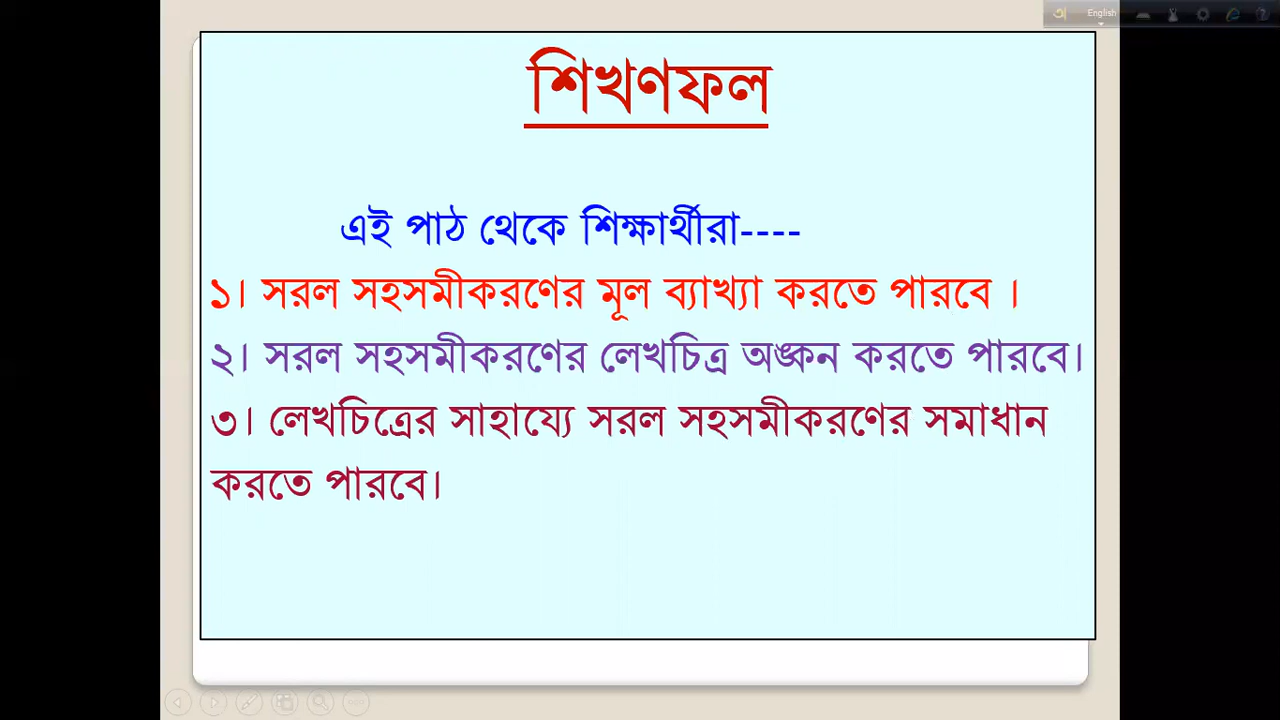 English
শিখণফল
এই পাঠ থেকে শিক্ষার্থীরা----
১। সরল সহসমীকরণের মূল ব্যাখ্যা করতে পারবে ।
২। সরল সহসমীকরণের লেখচিত্র অঙ্কন করতে পারবে।
৩। লেখচিত্রের সাহায্যে সরল সহসমীকরণের সমাধান
করতে পারবে।